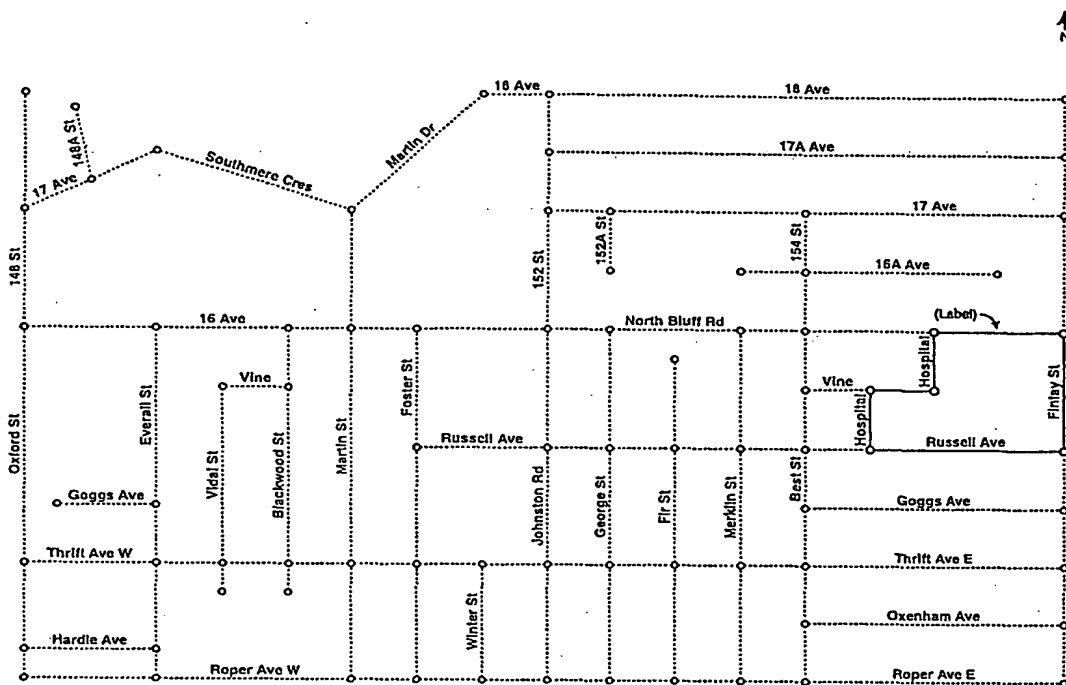 N
18 Ave
18 Ave
148A St
Martin Dr
17A Ave
17 Ave
Southmere Cres
17 Ave
148 St
152 St
152A St
154 St
16A Ave
16 Ave
North Bluff Rd
(Label)
Hospital
Vine
Vine
Foster St
Finlay St
Oxford St
Everall St
Vidal St
Blackwood St
Martin St
Russell Ave
Hospital
Russell Ave
Johnston Rd
George St
Fir St
Merklin St
Best St
Goggs Ave
Goggs Ave
Thrift Ave W
Thrift Ave E
Winter St
Oxenham Ave
Hardie Ave
Roper Ave W
Roper Ave E